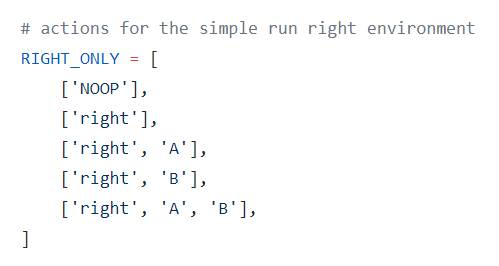 # actions for the simple run right environment
RIGHT_ONLY = [
    ['NOOP'],
    ['right'],
    ['right', 'A'],
    ['right', 'B'],
    ['right', 'A', 'B'],
]